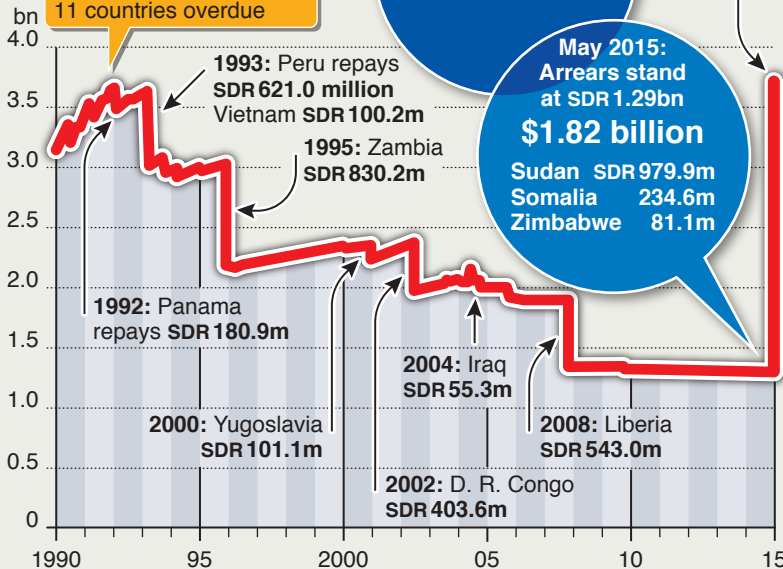 11 countries overdue
bn
4.0
3.5
3.0
2.5
2.0
1.5
1.0
0.5
0
1993: Peru repays
SDR 621.0 million
Vietnam SDR 100.2m
1995: Zambia
SDR 830.2m
May 2015:
Arrears stand
at SDR 1.29bn
$1.82 billion
Sudan SDR 979.9m
Somalia 234.6m
Zimbabwe 81.1m
1992: Panama
repays SDR 180.9m
2004: Iraq
SDR 55.3m
2000: Yugoslavia
SDR 101.1m
2008: Liberia
SDR 543.0m
2002: D. R. Congo
SDR 403.6m
1990 95 2000 05 10 15